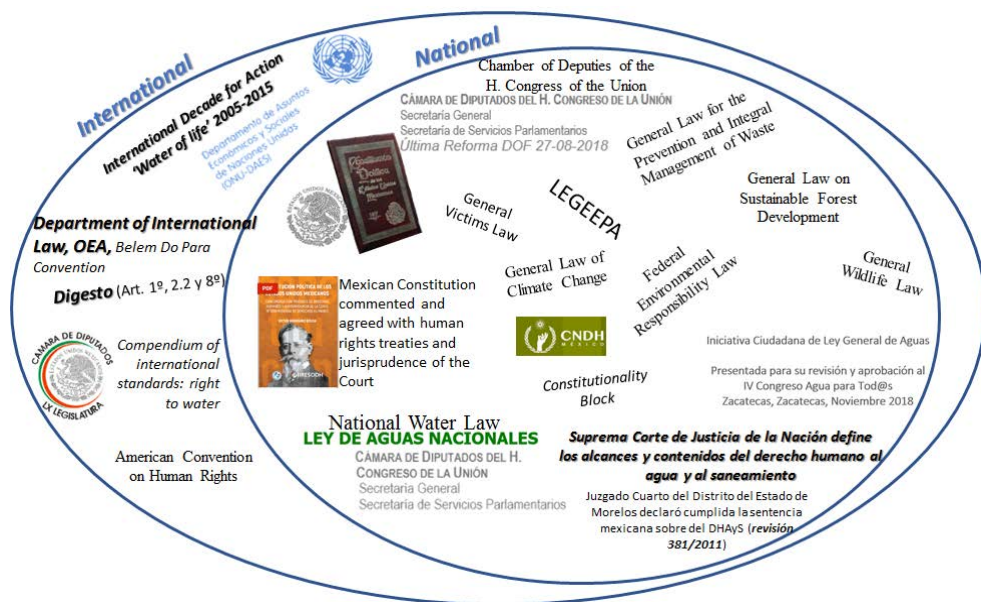 International
International Decade for Action
'Water of life' 2005-2015
Departamento de Asuntos
Económicos y Sociales
de Naciones Unidas
(ONU-DAES)
Department of International
Law, OEA, Belem Do Para
Convention
Digesto (Art. 1º, 2.2 y 8º)
CÁMARA DE DIPUTADOS
LX LEGISLATURA
Compendium of
international
standards: right
to water
American Convention
on Human Rights
National
Chamber of Deputies of the
H. Congress of the Union
CÁMARA DE DIPUTADOS DEL H. CONGRESO DE LA UNIÓN
Secretaría General
Secretaría de Servicios Parlamentarios
Última Reforma DOF 27-08-2018
General Law for the
Prevention and Integral
Management of Waste
General Law on
Sustainable Forest
Development
General
Victims Law
LEGEEPA
General Law of
Climate Change
Federal
Environmental
Responsibility Law
General
Wildlife Law
PDF
Mexican Constitution
commented and
agreed with human
rights treaties and
jurisprudence of the
Court
CNDH
MÉXICO
Constitutionality
Block
Iniciativa Ciudadana de Ley General de Aguas
Presentada para su revisión y aprobación al
IV Congreso Agua para Tod@s
Zacatecas, Zacatecas, Noviembre 2018
National Water Law
LEY DE AGUAS NACIONALES
CÁMARA DE DIPUTADOS DEL H.
CONGRESO DE LA UNIÓN
Secretaría General
Secretaría de Servicios Parlamentarios
Suprema Corte de Justicia de la Nación define
los alcances y contenidos del derecho humano al
agua y al saneamiento
Juzgado Cuarto del Distrito del Estado de
Morelos declaró cumplida la sentencia
mexicana sobre del DHAyS (revisión
381/2011)